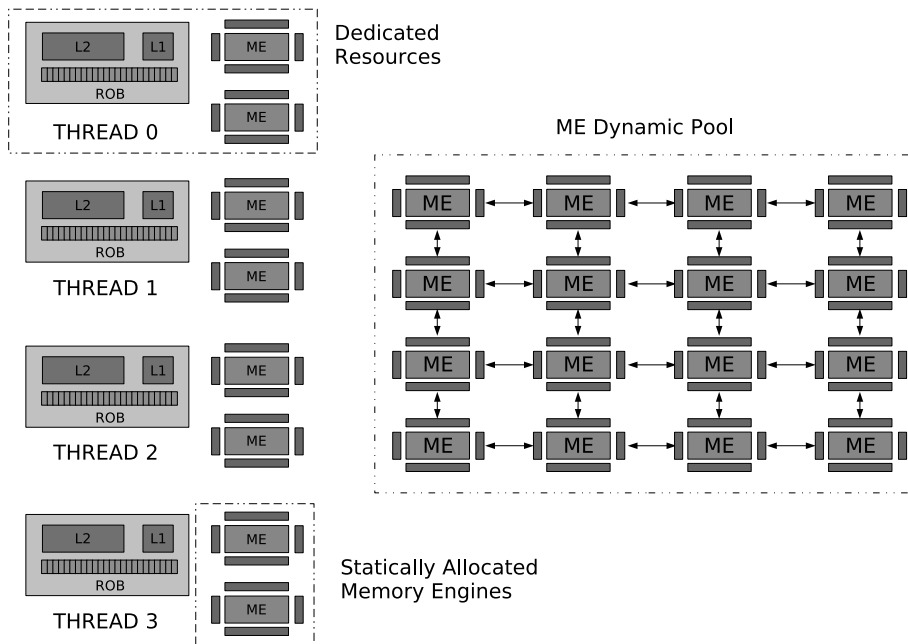 L2 L1 ME
ROB
ME
THREAD 0
Dedicated
Resources
L2 L1 ME
ROB
ME
THREAD 1
L2 L1 ME
ROB
ME
THREAD 2
L2 L1 ME
ROB
ME
THREAD 3
Statically Allocated
Memory Engines
ME Dynamic Pool
ME ME ME ME
ME ME ME ME
ME ME ME ME
ME ME ME ME